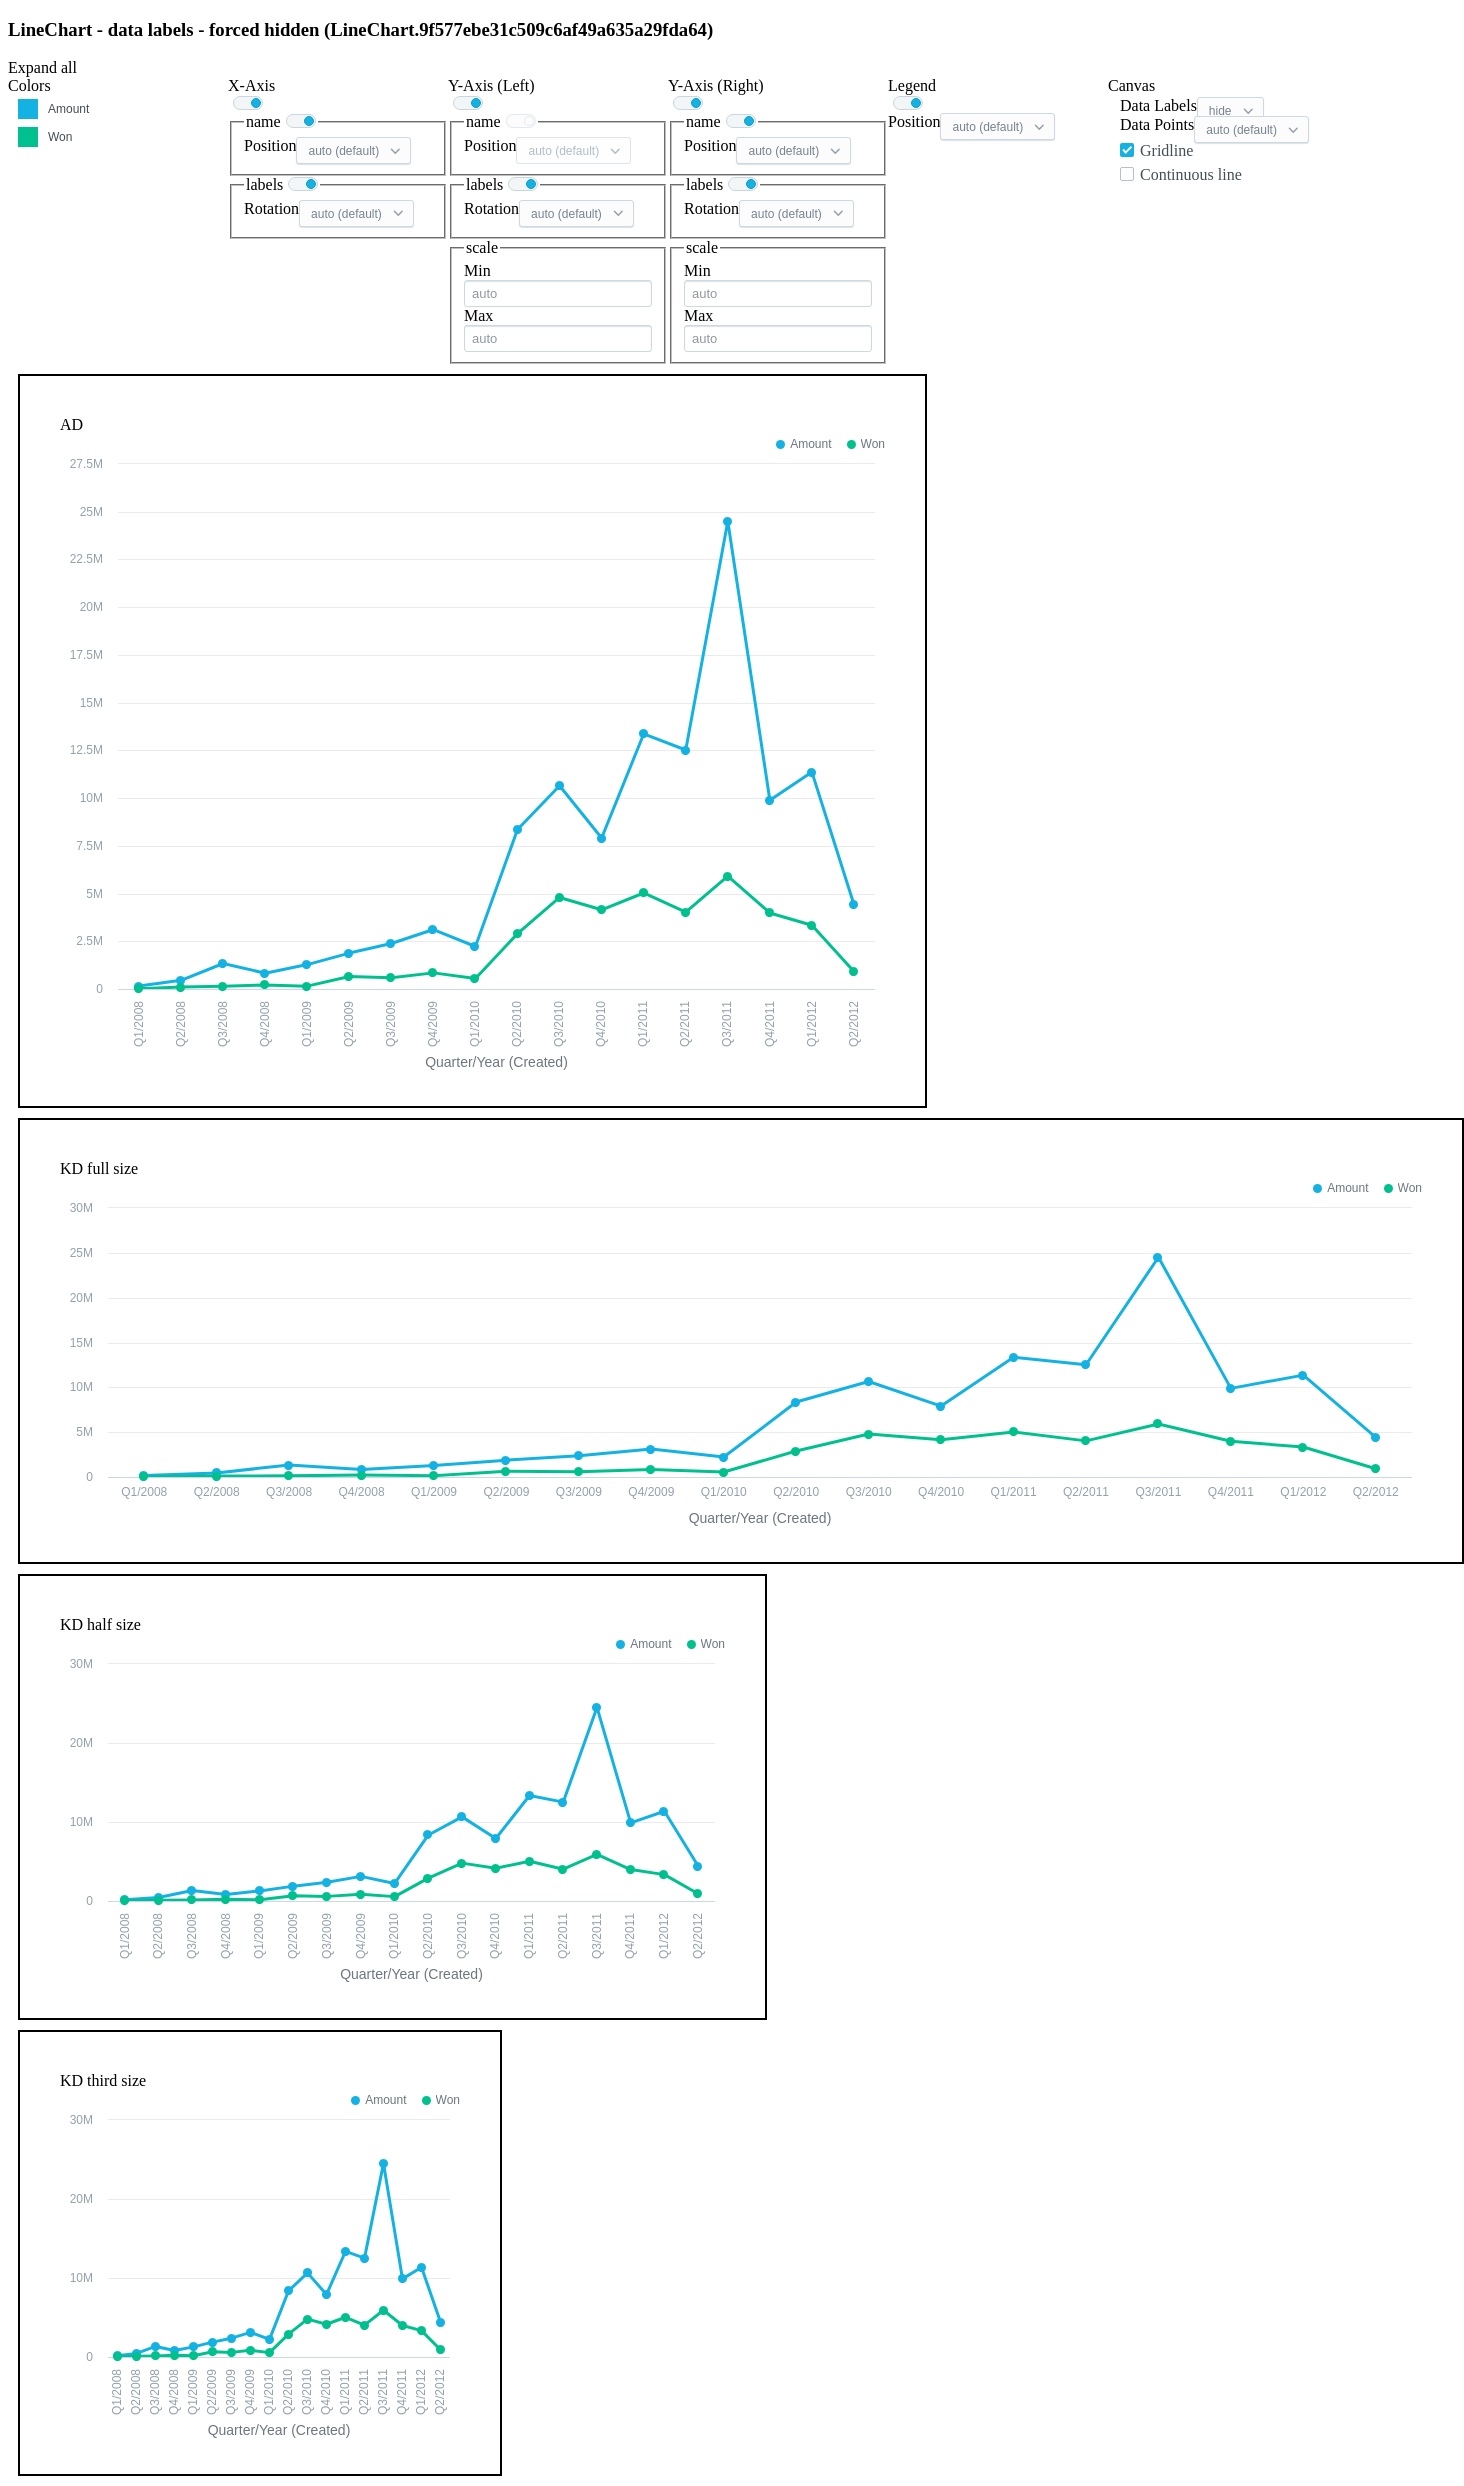 LineChart - data labels - forced hidden (LineChart.9f577ebe31c509c6af49a635a29fda64)
Expand all
Colors
Amount
Won
X-Axis
name
Position auto (default)
labels
Rotation auto (default)
Y-Axis (Left)
name
Position auto (default)
labels
Rotation auto (default)
scale
Min
auto
Max
auto
Y-Axis (Right)
name
Position auto (default)
labels
Rotation auto (default)
scale
Min
auto
Max
auto
Legend
Position auto (default)
Canvas
Data Labels hide
Data Points auto (default)
Gridline
Continuous line
AD
Amount Won
27.5M
25M
22.5M
20M
17.5M
15M
12.5M
10M
7.5M
5M
2.5M
0
Q1/2008 Q2/2008 Q3/2008 Q4/2008 Q1/2009 Q2/2009 Q3/2009 Q4/2009 Q1/2010 Q2/2010 Q3/2010 Q4/2010 Q1/2011 Q2/2011 Q3/2011 Q4/2011 Q1/2012 Q2/2012
Quarter/Year (Created)
KD full size
Amount Won
30M
25M
20M
15M
10M
5M
0
Q1/2008 Q2/2008 Q3/2008 Q4/2008 Q1/2009 Q2/2009 Q3/2009 Q4/2009 Q1/2010 Q2/2010 Q3/2010 Q4/2010 Q1/2011 Q2/2011 Q3/2011 Q4/2011 Q1/2012 Q2/2012
Quarter/Year (Created)
KD half size
Amount Won
30M
20M
10M
0
Q1/2008 Q2/2008 Q3/2008 Q4/2008 Q1/2009 Q2/2009 Q3/2009 Q4/2009 Q1/2010 Q2/2010 Q3/2010 Q4/2010 Q1/2011 Q2/2011 Q3/2011 Q4/2011 Q1/2012 Q2/2012
Quarter/Year (Created)
KD third size
Amount Won
30M
20M
10M
0
Q1/2008 Q2/2008 Q3/2008 Q4/2008 Q1/2009 Q2/2009 Q3/2009 Q4/2009 Q1/2010 Q2/2010 Q3/2010 Q4/2010 Q1/2011 Q2/2011 Q3/2011 Q4/2011 Q1/2012 Q2/2012
Quarter/Year (Created)